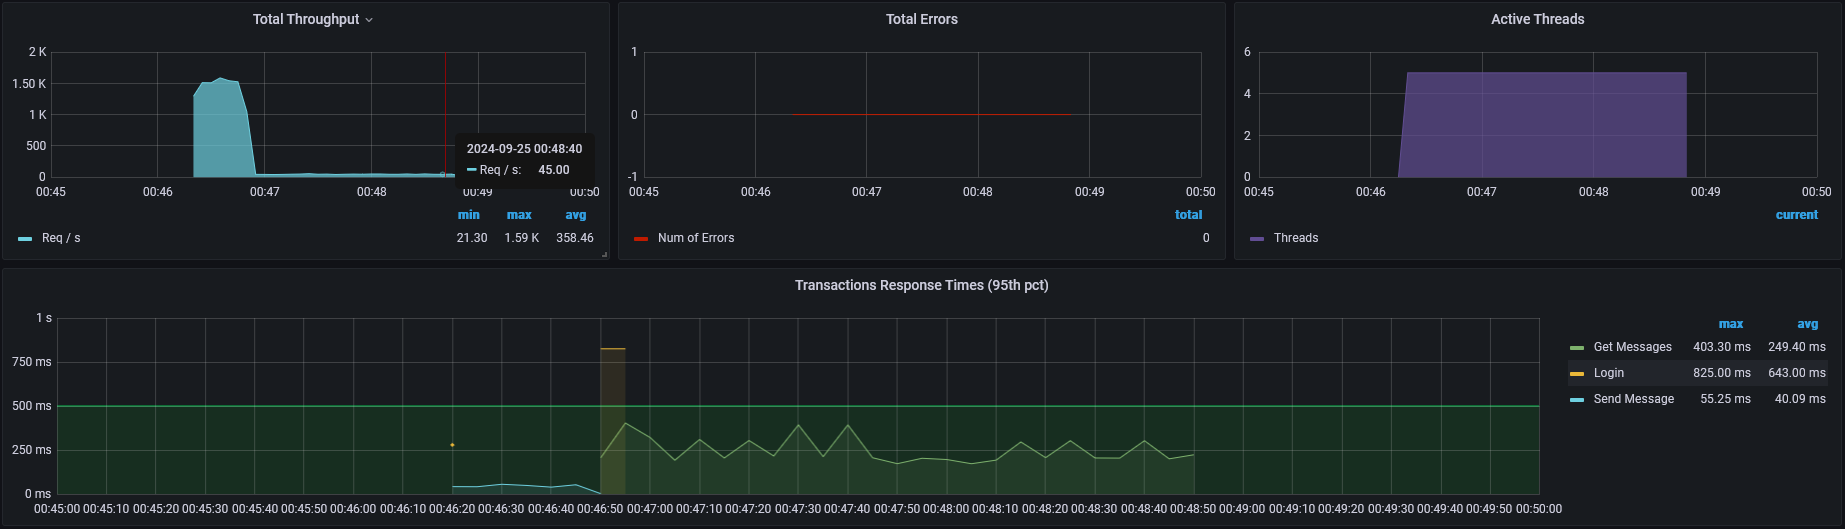 Total Throughput
2 K
1.50 K
1 K
500
0
00:45 00:46 00:47 00:48 00:49 00:50
2024-09-25 00:48:40
Req / s: 45.00
min max avg
Req / s 21.30 1.59 K 358.46
Total Errors
1
0
-1
00:45 00:46 00:47 00:48 00:49 00:50
total
Num of Errors 0
Active Threads
6
4
2
0
00:45 00:46 00:47 00:48 00:49 00:50
current
Threads
Transactions Response Times (95th pct)
1 s
750 ms
500 ms
250 ms
0 ms
00:45:00 00:45:10 00:45:20 00:45:30 00:45:40 00:45:50 00:46:00 00:46:10 00:46:20 00:46:30 00:46:40 00:46:50 00:47:00 00:47:10 00:47:20 00:47:30 00:47:40 00:47:50 00:48:00 00:48:10 00:48:20 00:48:30 00:48:40 00:48:50 00:49:00 00:49:10 00:49:20 00:49:30 00:49:40 00:49:50 00:50:00
max avg
Get Messages 403.30 ms 249.40 ms
Login 825.00 ms 643.00 ms
Send Message 55.25 ms 40.09 ms